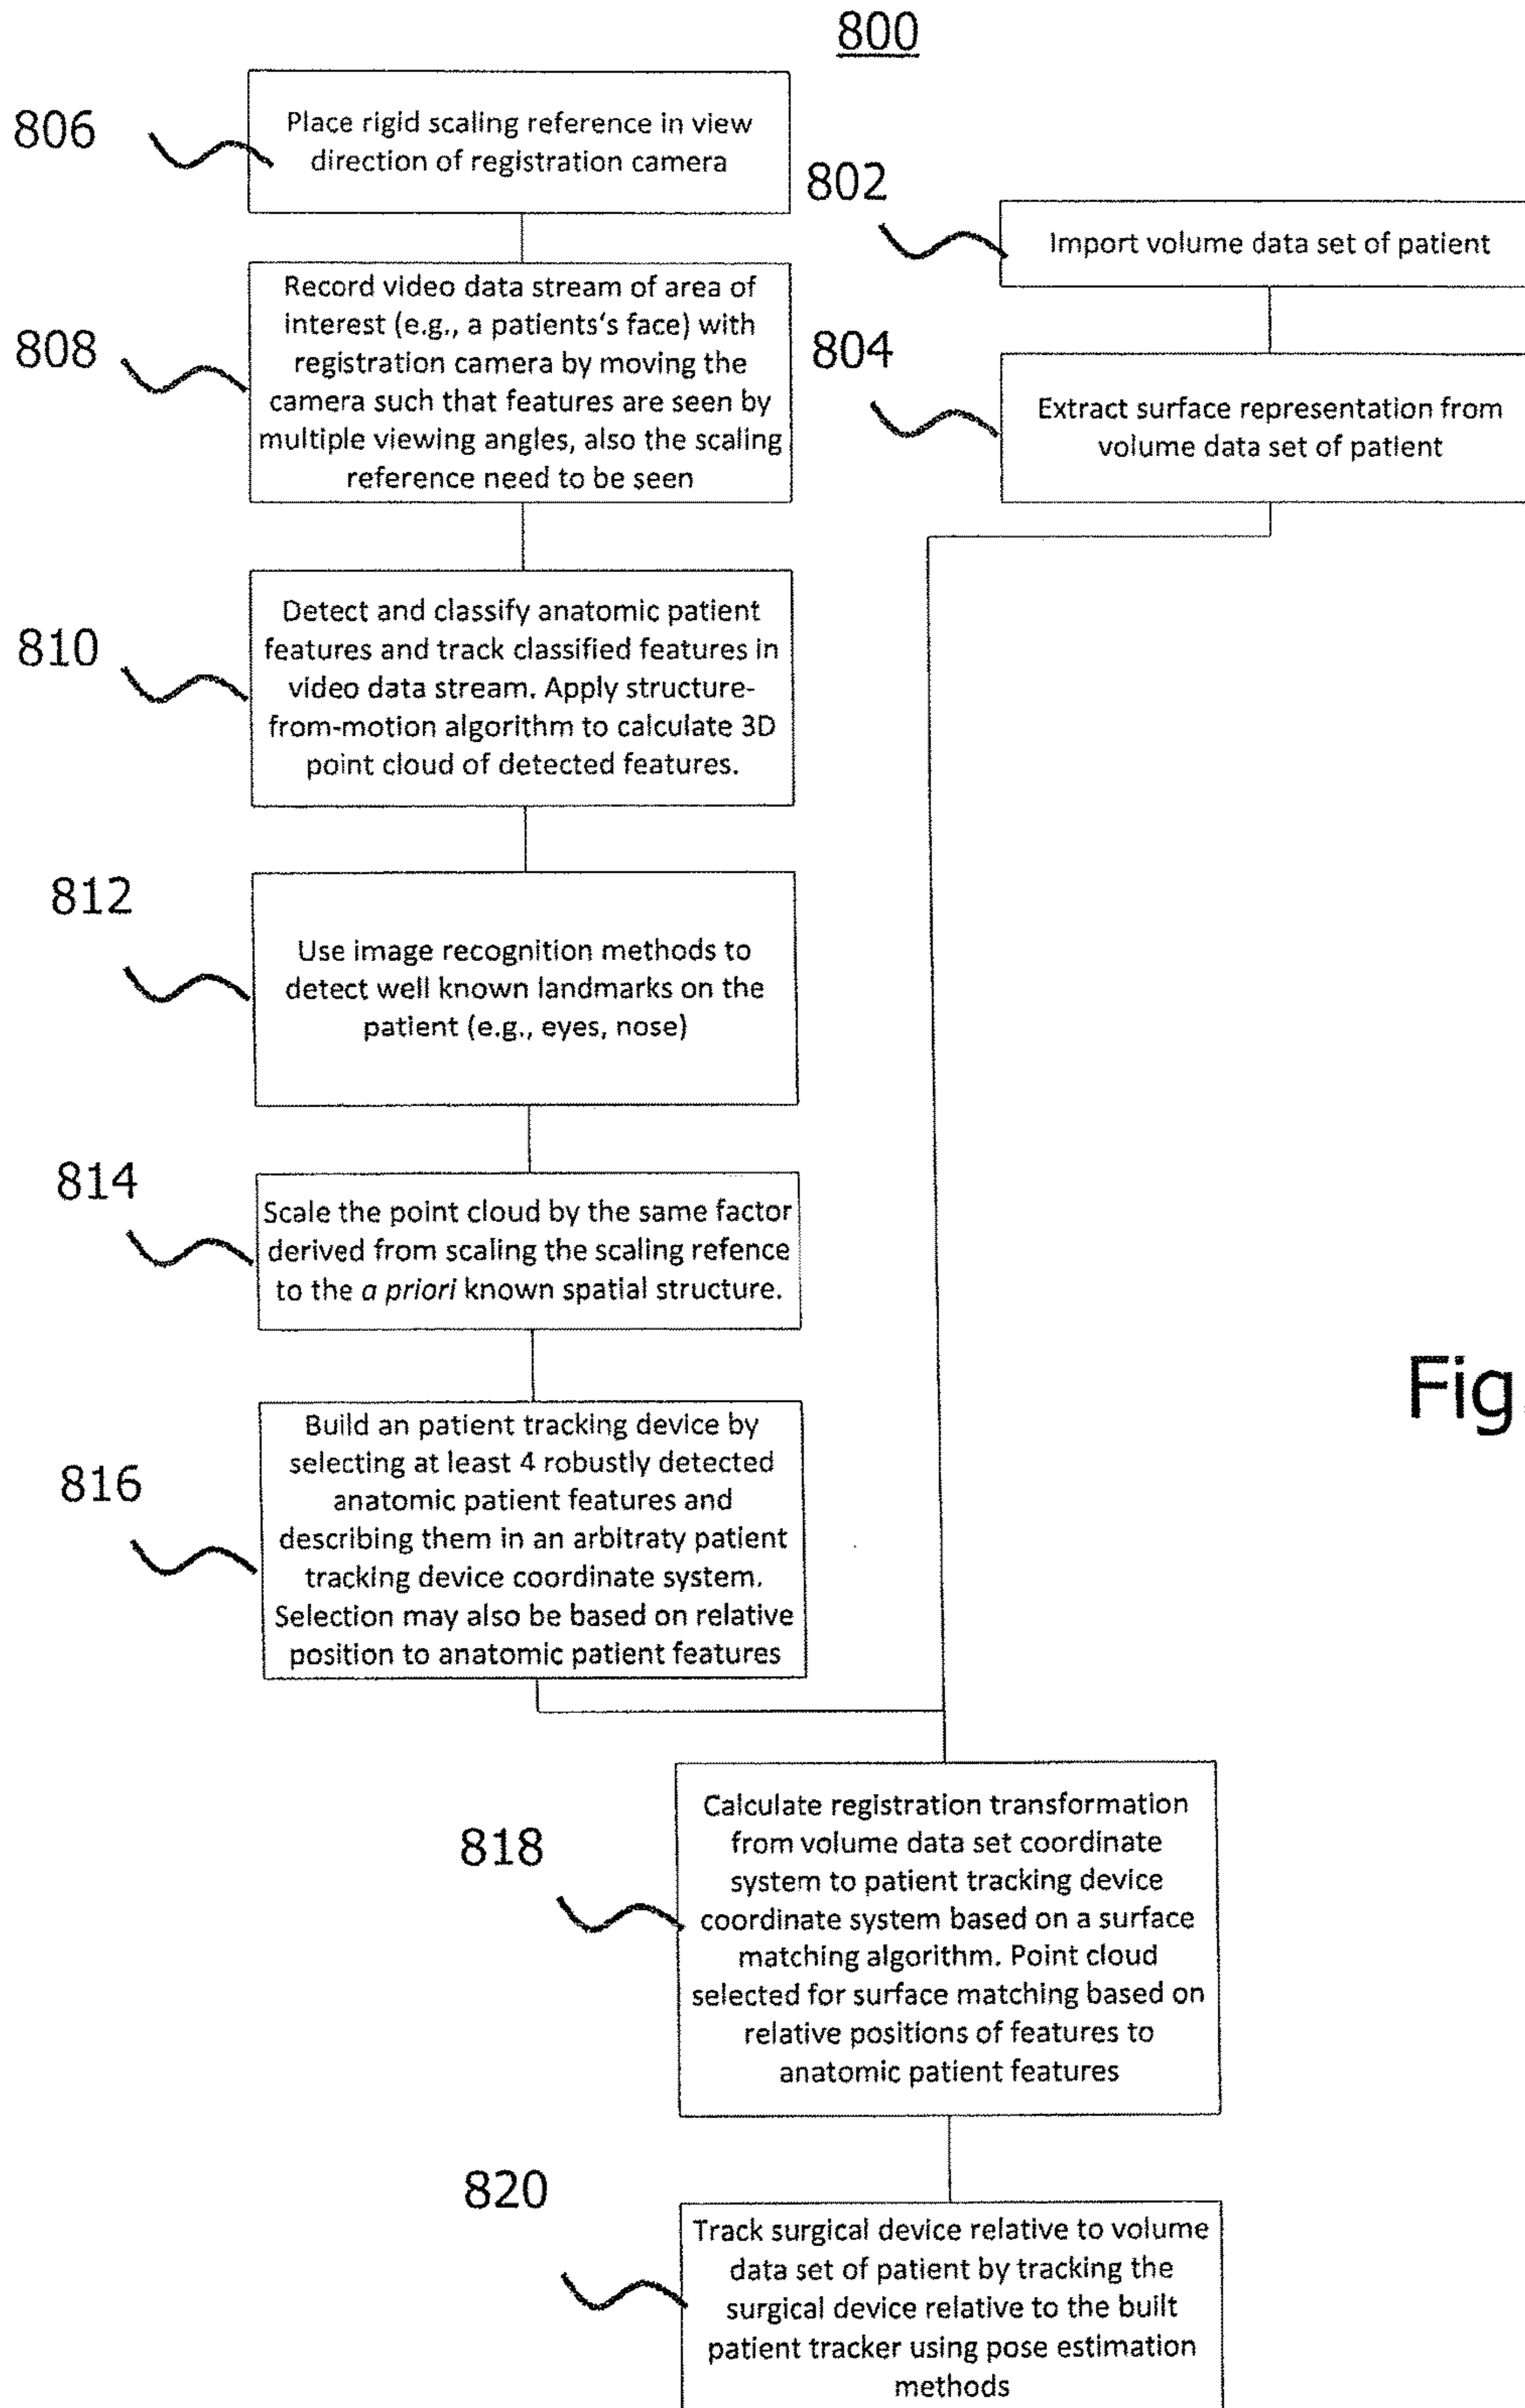 800
806
Place rigid scaling reference in view
direction of registration camera
802
Import volume data set of patient
808
Record video data stream of area of
interest (e.g., a patients's face) with
registration camera by moving the
camera such that features are seen by
multiple viewing angles, also the scaling
reference need to be seen
804
Extract surface representation from
volume data set of patient
810
Detect and classify anatomic patient
features and track classified features in
video data stream. Apply structure-
from-motion algorithm to calculate 3D
point cloud of detected features.
812
Use image recognition methods to
detect well known landmarks on the
patient (e.g., eyes, nose)
814
Scale the point cloud by the same factor
derived from scaling the scaling refence
to the a priori known spatial structure.
Fig.
816
Build an patient tracking device by
selecting at least 4 robustly detected
anatomic patient features and
describing them in an arbitraty patient
tracking device coordinate system.
Selection may also be based on relative
position to anatomic patient features
818
Calculate registration transformation
from volume data set coordinate
system to patient tracking device
coordinate system based on a surface
matching algorithm. Point cloud
selected for surface matching based on
relative positions of features to
anatomic patient features
820
Track surgical device relative to volume
data set of patient by tracking the
surgical device relative to the built
patient tracker using pose estimation
methods